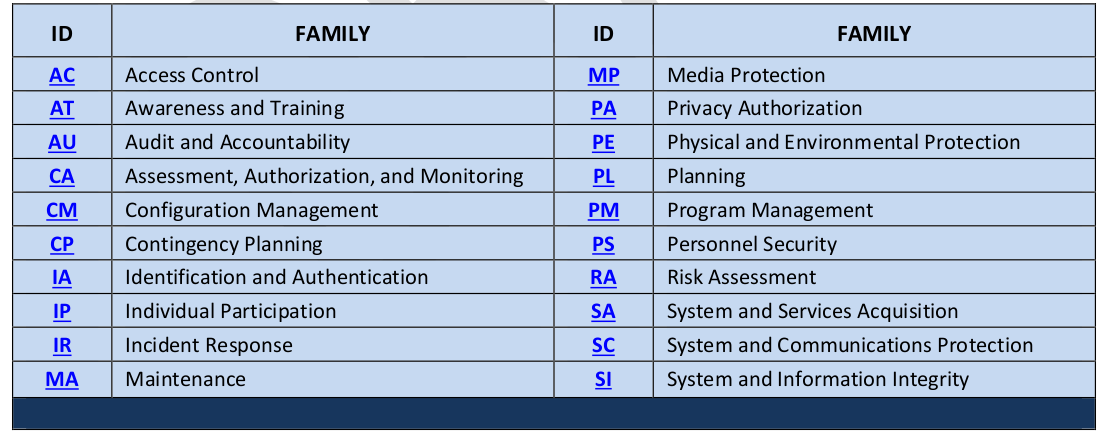 ID FAMILY ID FAMILY
AC Access Control MP Media Protection
AT Awareness and Training PA Privacy Authorization
AU Audit and Accountability PE Physical and Environmental Protection
CA Assessment, Authorization, and Monitoring PL Planning
CM Configuration Management PM Program Management
CP Contingency Planning PS Personnel Security
IA Identification and Authentication RA Risk Assessment
IP Individual Participation SA System and Services Acquisition
IR Incident Response SC System and Communications Protection
MA Maintenance SI System and Information Integrity